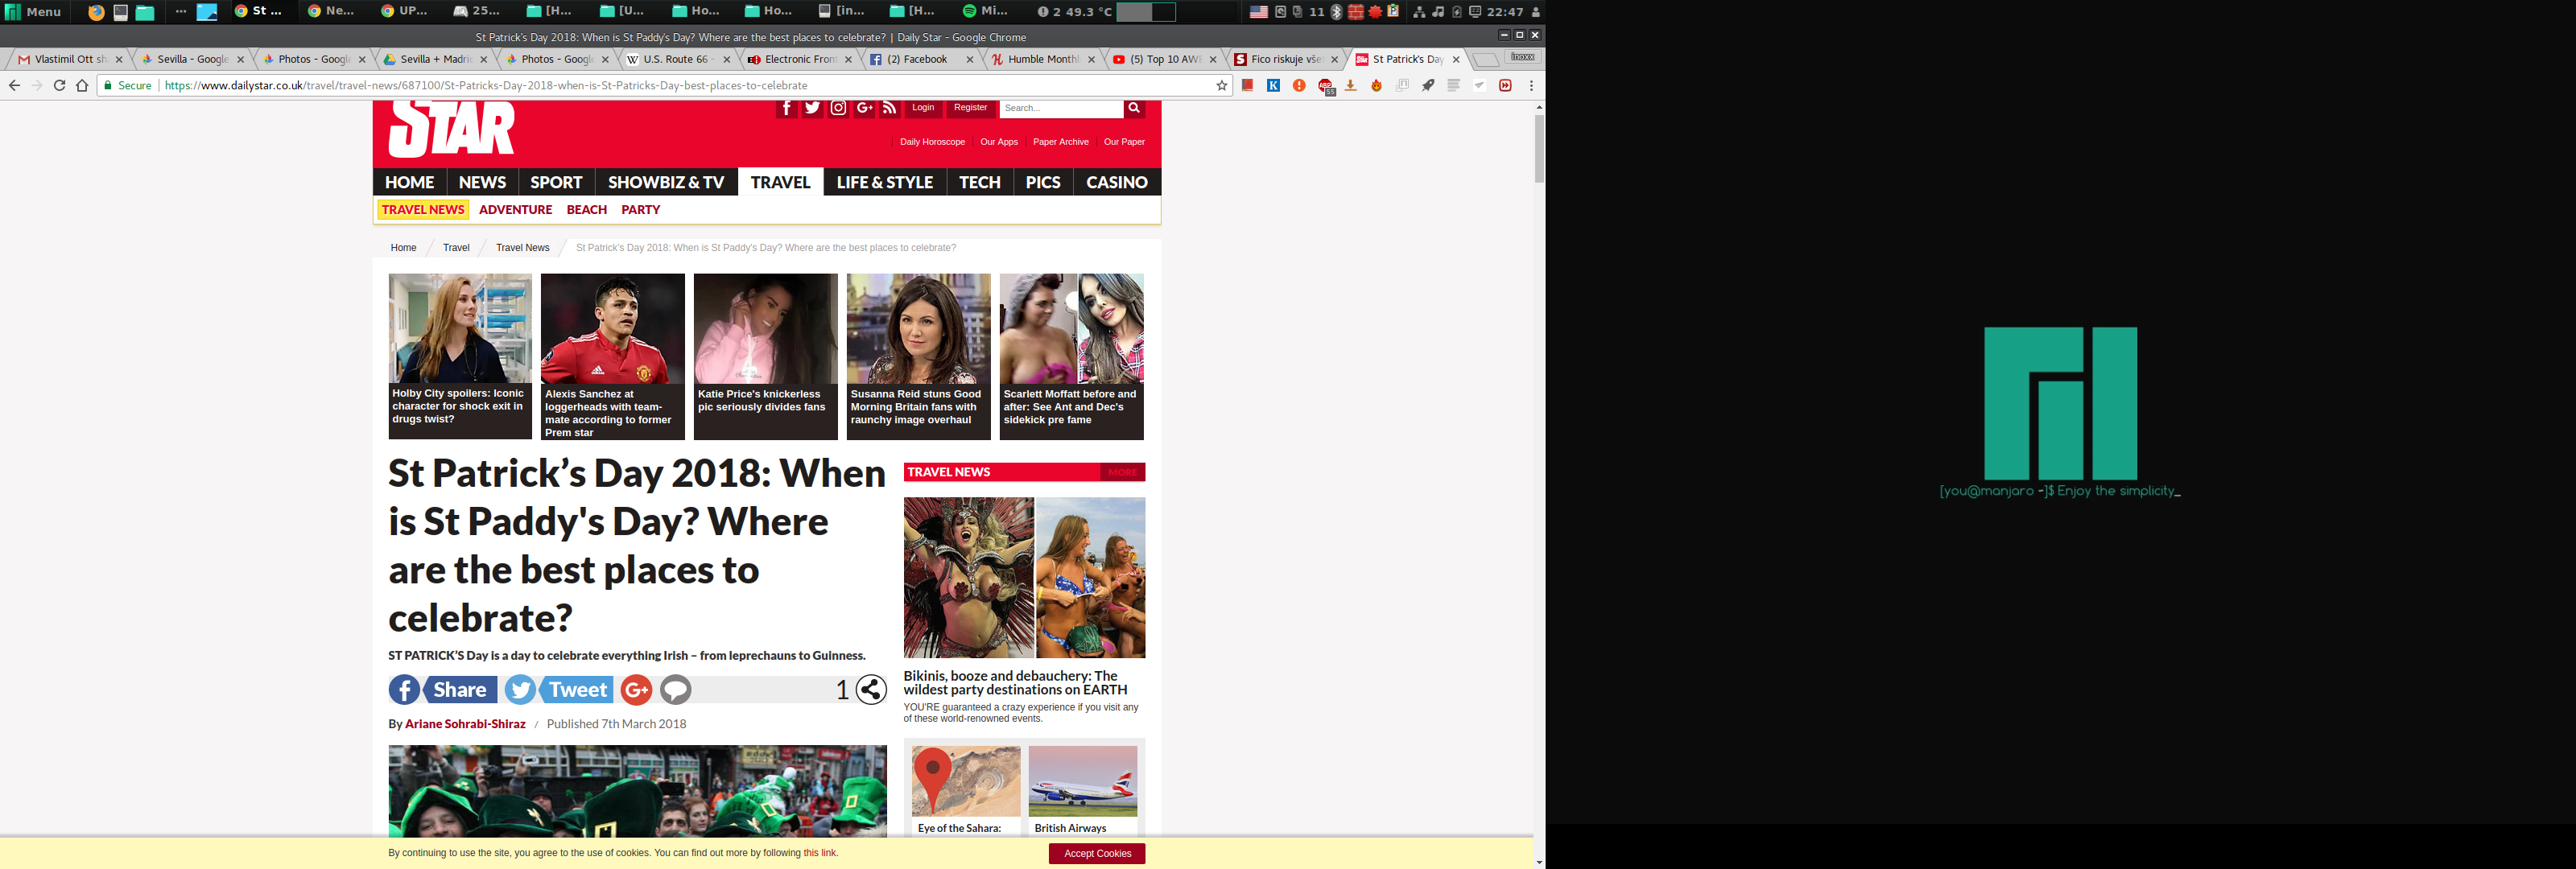 Menu
St ...
Ne...
UP...
25...
[H...
[U...
Ho...
Ho...
[in...
[H...
Mi...
2 49.3 °C
11
22:47
St Patrick's Day 2018: When is St Paddy's Day? Where are the best places to celebrate? | Daily Star - Google Chrome
Vlastimil Ott sh
Sevilla - Google
Photos - Google
Sevilla + Madri
Photos - Google
U.S. Route 66 -
Electronic Fron
(2) Facebook
Humble Monthl
(5) Top 10 AW
Fico riskuje vše
St Patrick's Day
inoxx
Secure
https://www.dailystar.co.uk/travel/travel-news/687100/St-Patricks-Day-2018-when-is-St-Patricks-Day-best-places-to-celebrate
STAR
Login
Register
Search...
Daily Horoscope
Our Apps
Paper Archive
Our Paper
HOME
NEWS
SPORT
SHOWBIZ & TV
TRAVEL
LIFE & STYLE
TECH
PICS
CASINO
TRAVEL NEWS
ADVENTURE
BEACH
PARTY
Home
Travel
Travel News
St Patrick's Day 2018: When is St Paddy's Day? Where are the best places to celebrate?
Holby City spoilers: Iconic
character for shock exit in
drugs twist?
Alexis Sanchez at
loggerheads with team-
mate according to former
Prem star
Katie Price's knickerless
pic seriously divides fans
Susanna Reid stuns Good
Morning Britain fans with
raunchy image overhaul
Scarlett Moffatt before and
after: See Ant and Dec's
sidekick pre fame
St Patrick's Day 2018: When
is St Paddy's Day? Where
are the best places to
celebrate?
ST PATRICK'S Day is a day to celebrate everything Irish – from leprechauns to Guinness.
Share
Tweet
G+
1
By Ariane Sohrabi-Shiraz / Published 7th March 2018
TRAVEL NEWS
MORE
Bikinis, booze and debauchery: The
wildest party destinations on EARTH
YOU'RE guaranteed a crazy experience if you visit any
of these world-renowned events.
Eye of the Sahara:
British Airways
By continuing to use the site, you agree to the use of cookies. You can find out more by following this link.
Accept Cookies
[you@manjaro ~]$ Enjoy the simplicity_